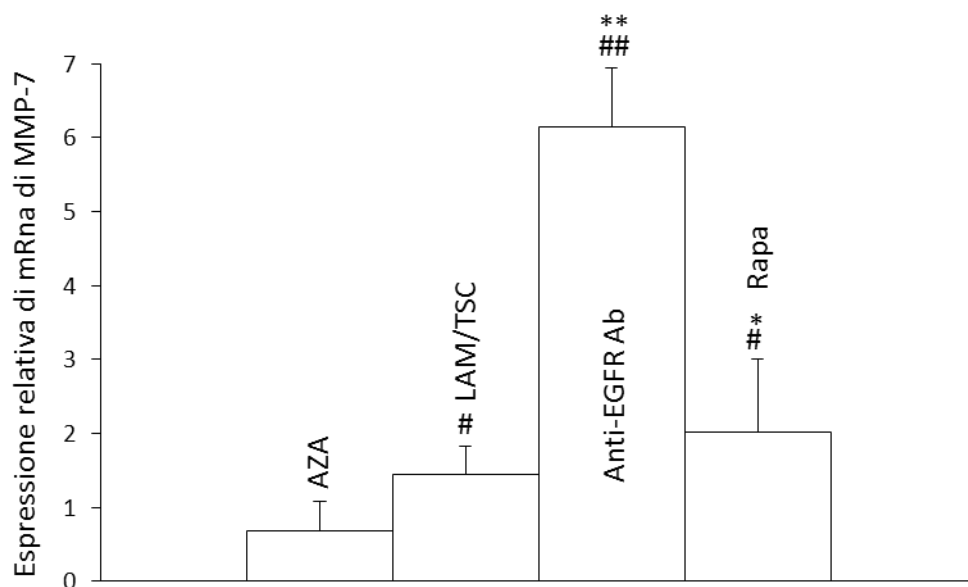 **
##
7
6
5
4
3
2
1
0
Espressione relativa di mRna di MMP-7
AZA
# LAM/TSC
Anti-EGFR Ab
#* Rapa